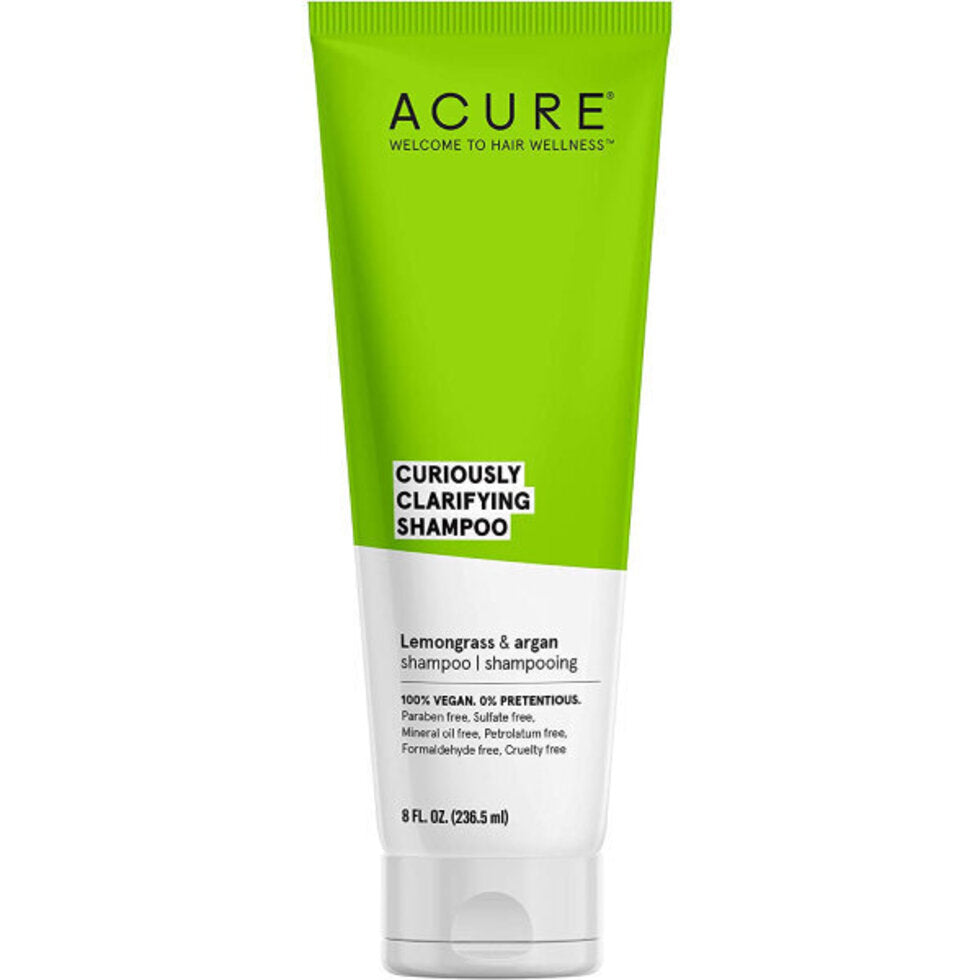 ACURE®
WELCOME TO HAIR WELLNESS™
CURIOUSLY
CLARIFYING
SHAMPOO
Lemongrass & argan
shampoo | shampooing
100% VEGAN. 0% PRETENTIOUS.
Paraben free, Sulfate free,
Mineral oil free, Petrolatum free,
Formaldehyde free, Cruelty free
8 FL. OZ. (236.5 ml)